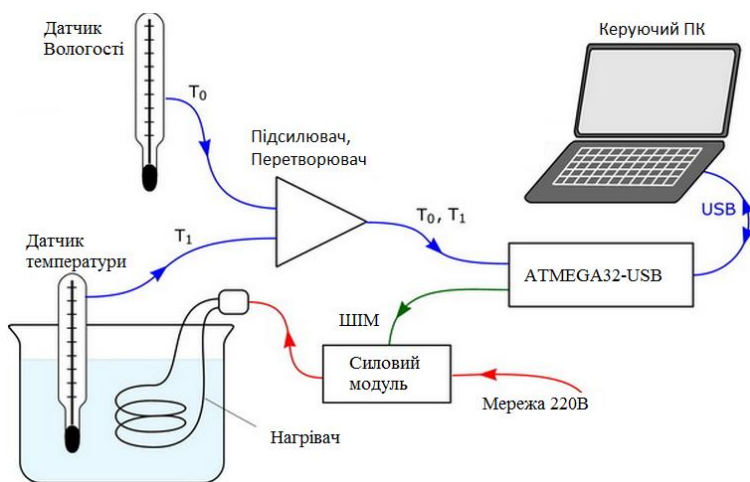 Датчик
Вологості
Керуючий ПК
T0
Підсилювач,
Перетворювач
T0, T1
USB
Датчик
температури
T1
ATMEGA32-USB
ШІМ
Силовий
модуль
Мережа 220В
Нагрівач